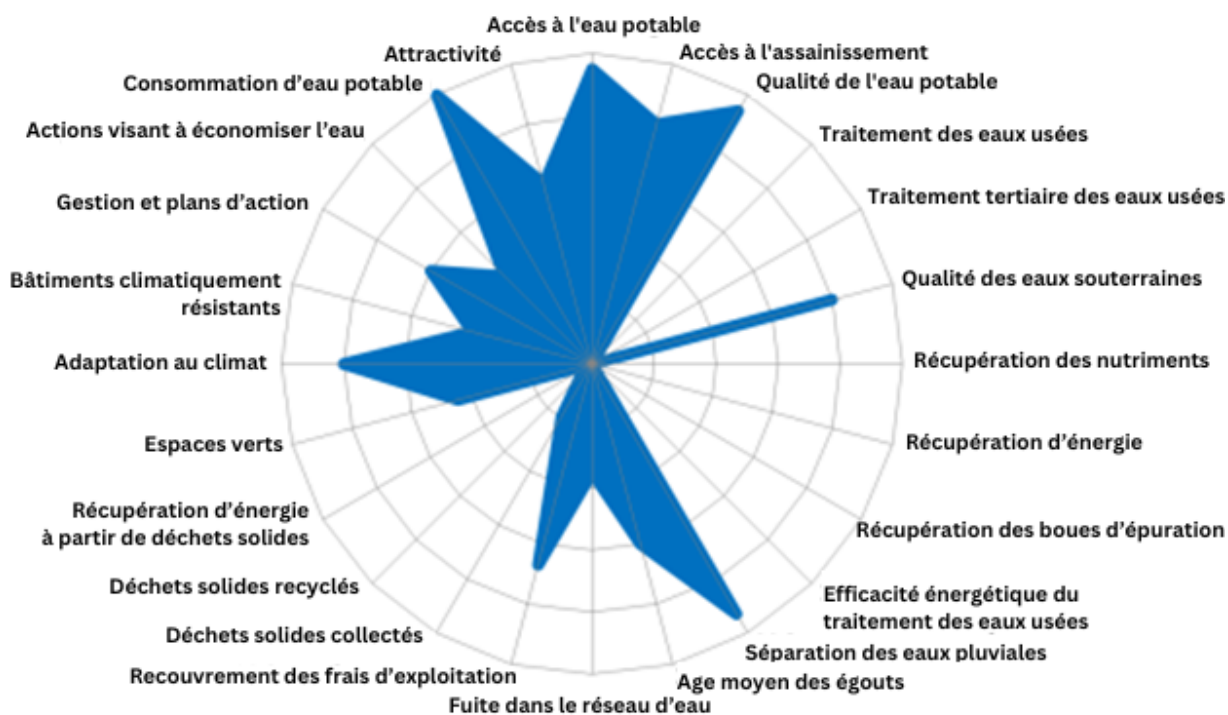 Accès à l'eau potable
Accès à l'assainissement
Qualité de l'eau potable
Traitement des eaux usées
Traitement tertiaire des eaux usées
Qualité des eaux souterraines
Récupération des nutriments
Récupération d’énergie
Récupération des boues d’épuration
Efficacité énergétique du
traitement des eaux usées
Séparation des eaux pluviales
Age moyen des égouts
Fuite dans le réseau d’eau
Recouvrement des frais d’exploitation
Déchets solides collectés
Déchets solides recyclés
Récupération d’énergie
à partir de déchets solides
Espaces verts
Adaptation au climat
Bâtiments climatiquement
résistants
Gestion et plans d’action
Actions visant à économiser l’eau
Consommation d’eau potable
Attractivité